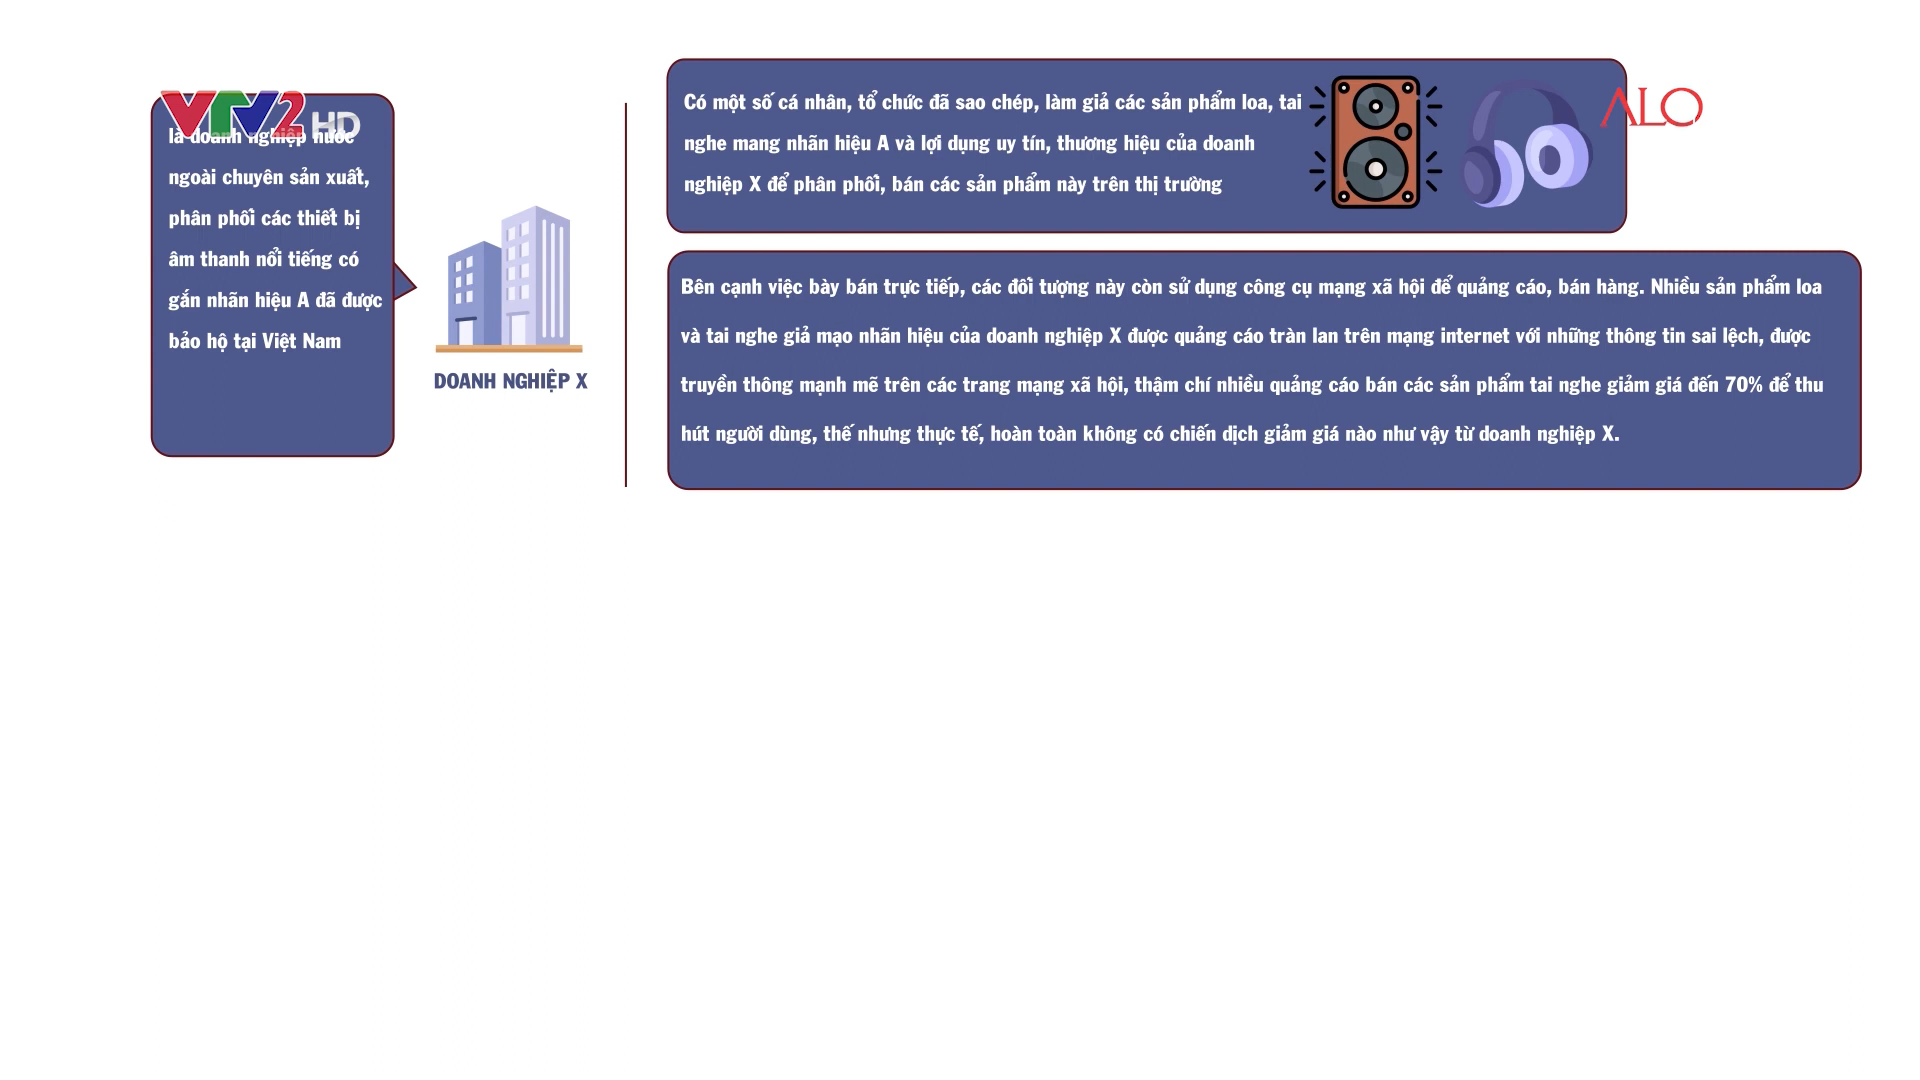 VTV2 HD
là doanh nghiệp nước
ngoài chuyên sản xuất,
phân phối các thiết bị
âm thanh nổi tiếng có
gắn nhãn hiệu A đã được
bảo hộ tại Việt Nam
DOANH NGHIỆP X
Có một số cá nhân, tổ chức đã sao chép, làm giả các sản phẩm loa, tai
nghe mang nhãn hiệu A và lợi dụng uy tín, thương hiệu của doanh
nghiệp X để phân phối, bán các sản phẩm này trên thị trường
ALO
Bên cạnh việc bày bán trực tiếp, các đối tượng này còn sử dụng công cụ mạng xã hội để quảng cáo, bán hàng. Nhiều sản phẩm loa
và tai nghe giả mạo nhãn hiệu của doanh nghiệp X được quảng cáo tràn lan trên mạng internet với những thông tin sai lệch, được
truyền thông mạnh mẽ trên các trang mạng xã hội, thậm chí nhiều quảng cáo bán các sản phẩm tai nghe giảm giá đến 70% để thu
hút người dùng, thế nhưng thực tế, hoàn toàn không có chiến dịch giảm giá nào như vậy từ doanh nghiệp X.